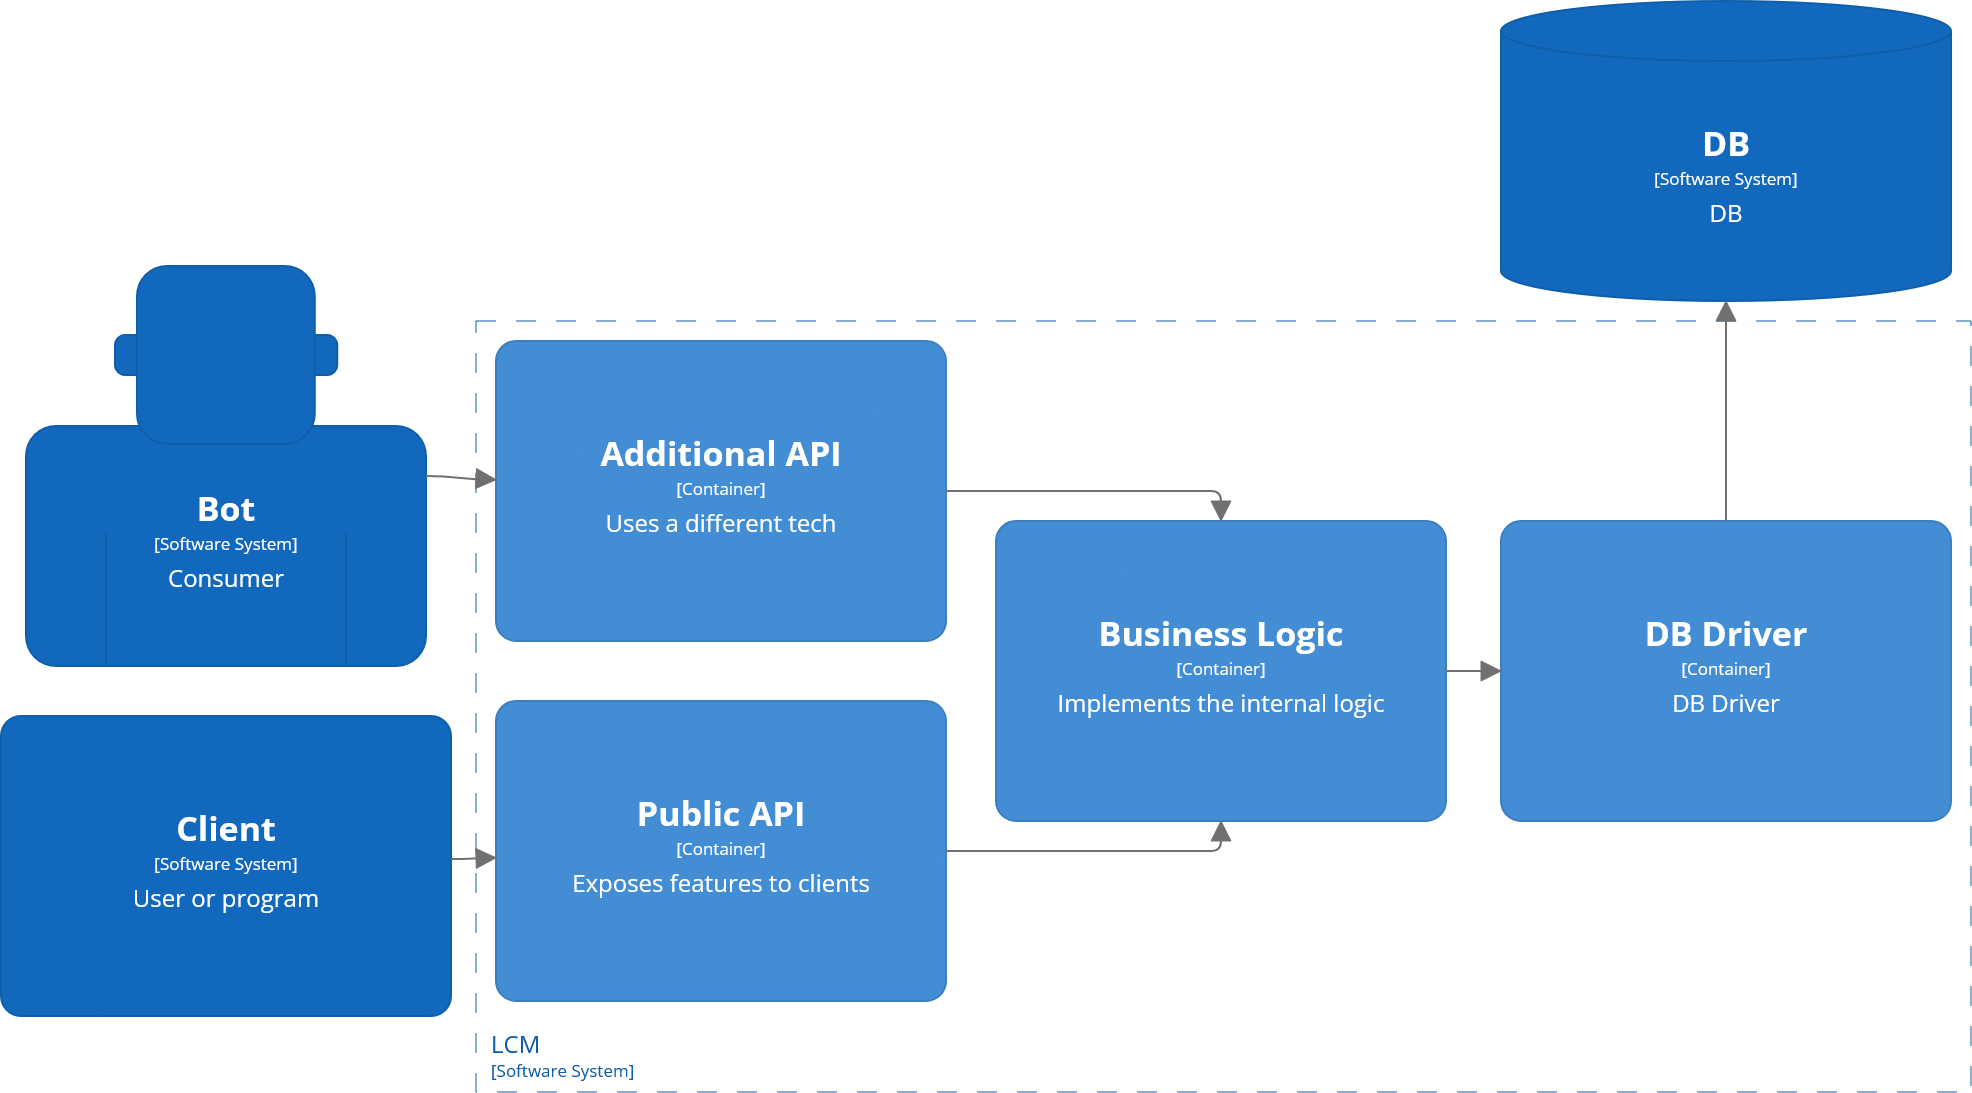 DB
[Software System]
DB
Bot
[Software System]
Consumer
Additional API
[Container]
Uses a different tech
Business Logic
[Container]
Implements the internal logic
DB Driver
[Container]
DB Driver
Client
[Software System]
User or program
Public API
[Container]
Exposes features to clients
LCM
[Software System]